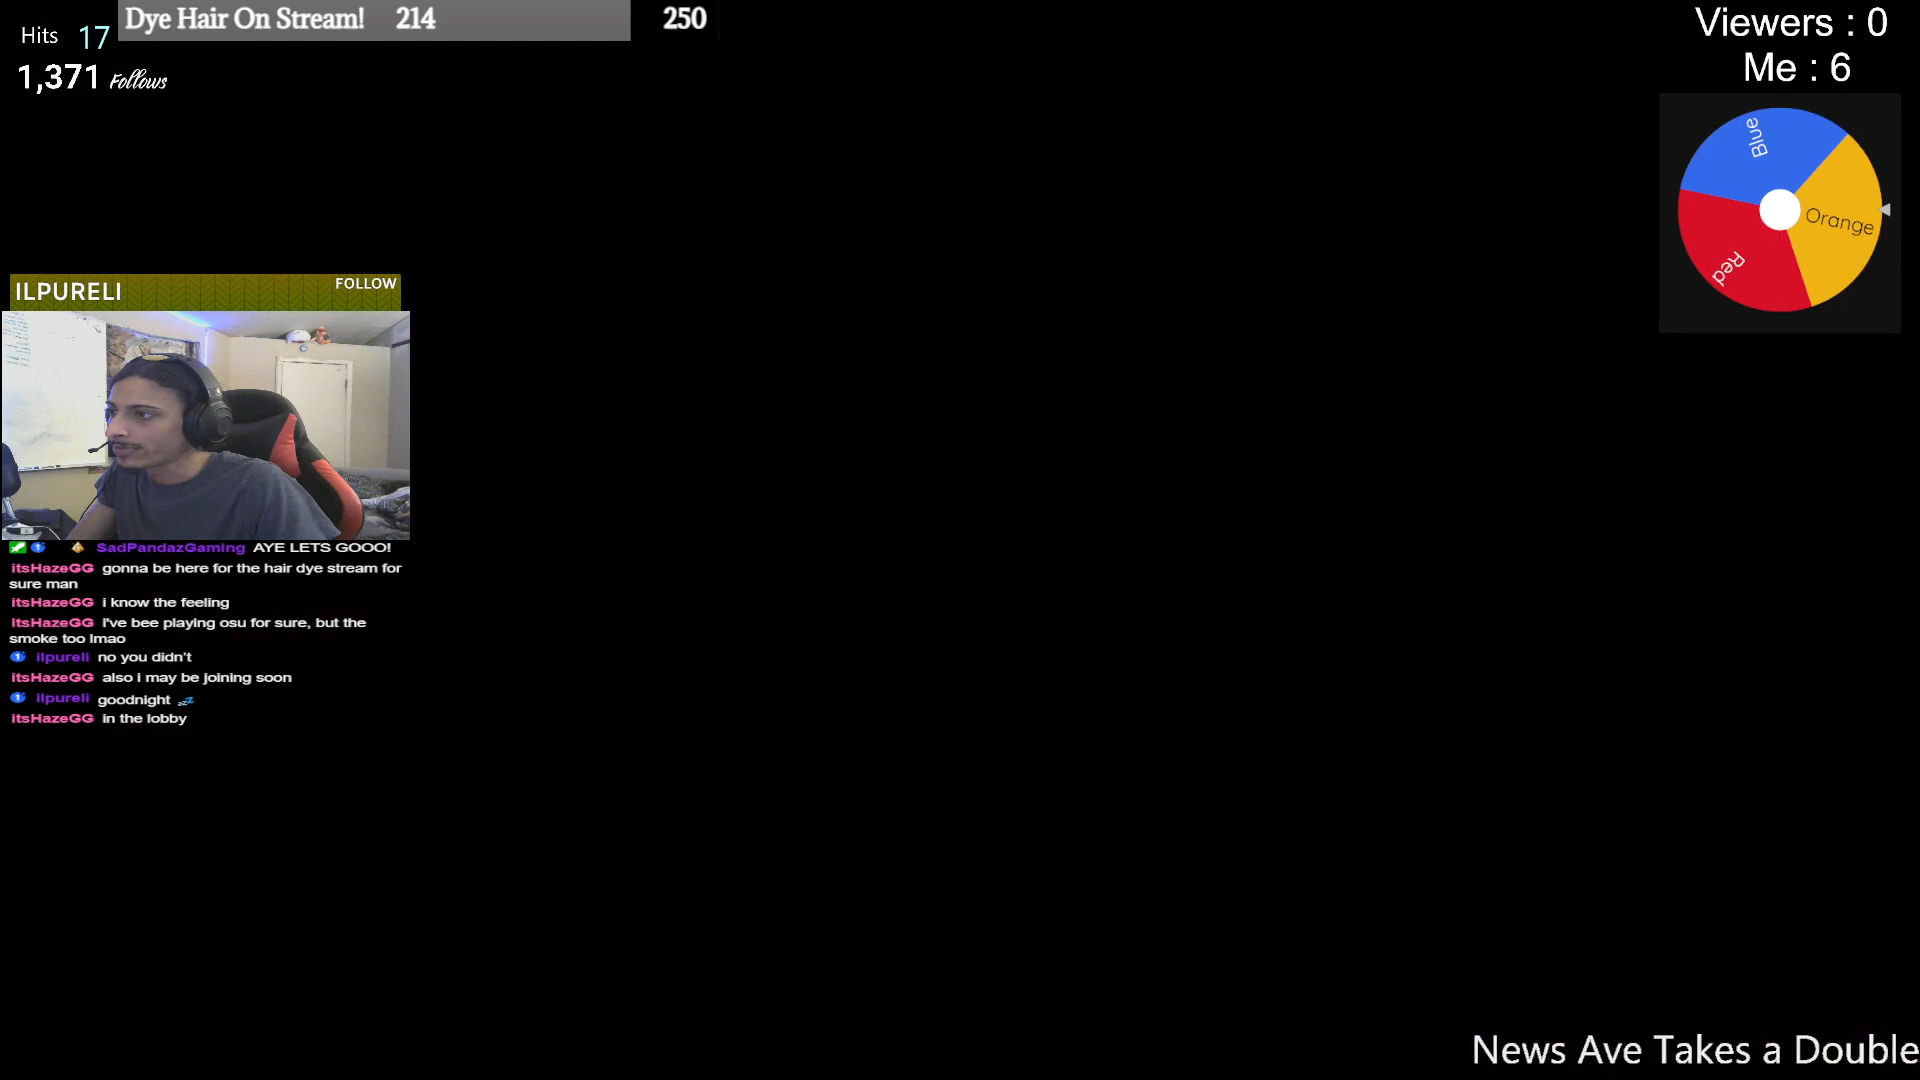 Dye Hair On Stream! 214 250
Hits 17
1,371 Follows
Viewers : 0
Me : 6
Blue
Orange
Red
ILPURELI
FOLLOW
SadPandazGaming AYE LETS GOOO!
itsHazeGG gonna be here for the hair dye stream for
sure man
itsHazeGG i know the feeling
itsHazeGG I've bee playing osu for sure, but the
smoke too lmao
ilpureli no you didn't
itsHazeGG also i may be joining soon
ilpureli goodnight 💤
itsHazeGG in the lobby
News Ave Takes a Double